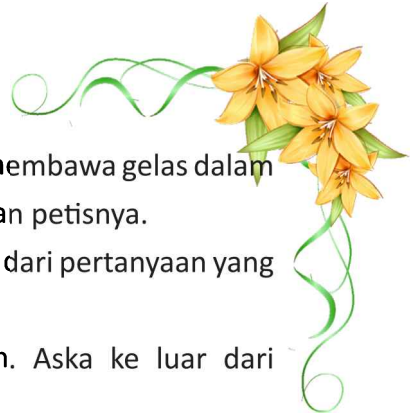 membawa gelas dalam
an petisnya.
dari pertanyaan yang
n. Aska ke luar dari